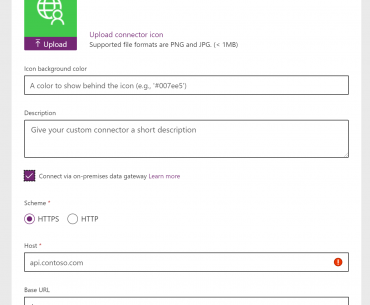 Upload
Upload connector icon
Supported file formats are PNG and JPG. (< 1MB)
Icon background color
A color to show behind the icon (e.g., '#007ee5')
Description
Give your custom connector a short description
Connect via on-premises data gateway Learn more
Scheme *
HTTPS HTTP
Host *
api.contoso.com
Base URL